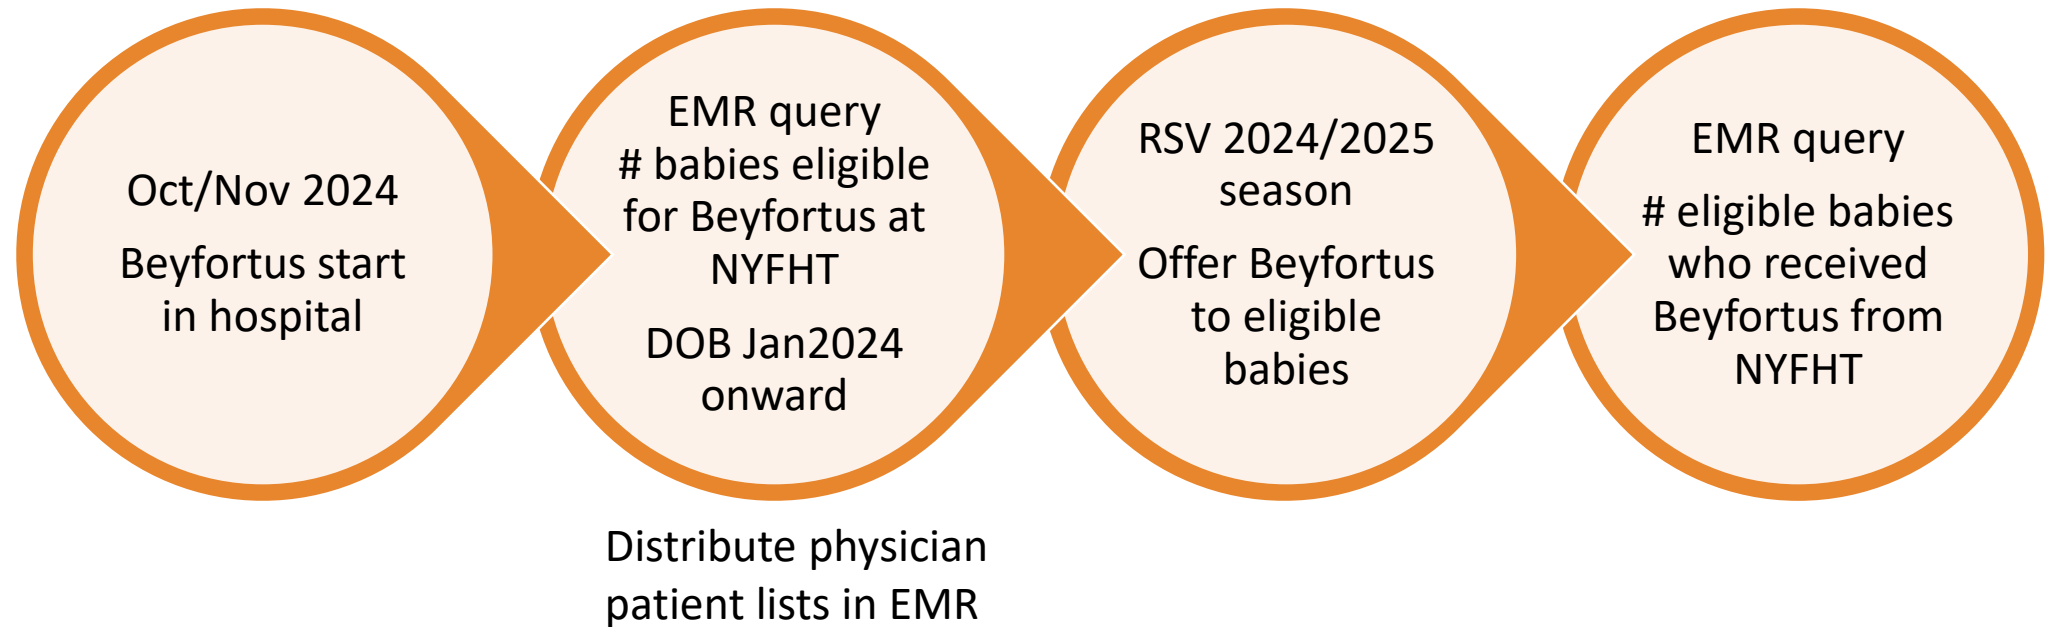 Oct/Nov 2024
Beyfortus start
in hospital
EMR query
# babies eligible
for Beyfortus at
NYFHT
DOB Jan2024
onward
Distribute physician
patient lists in EMR
RSV 2024/2025
season
Offer Beyfortus
to eligible
babies
EMR query
# eligible babies
who received
Beyfortus from
NYFHT